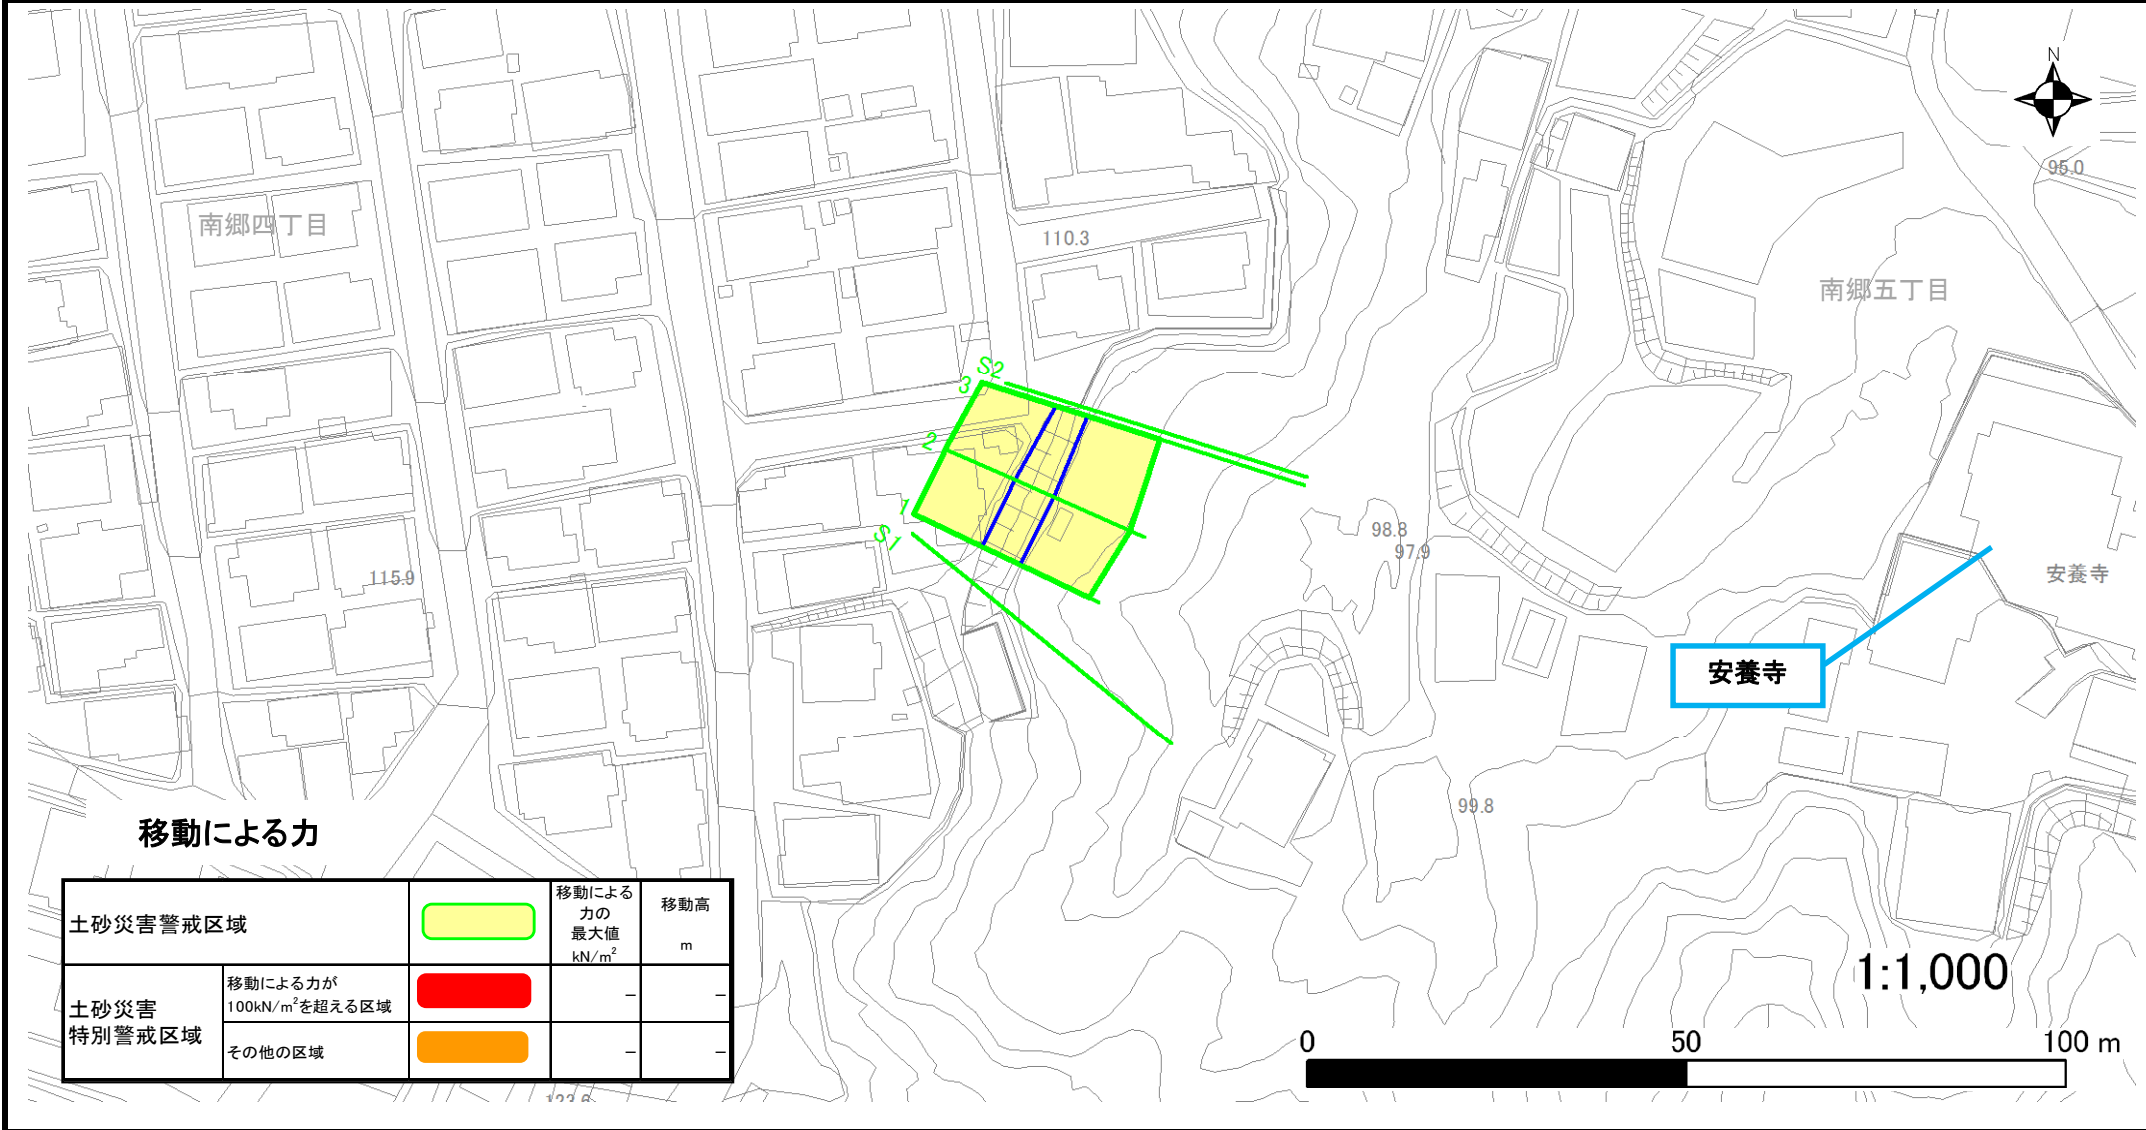 N
95.0
南郷四丁目
110.3
南郷五丁目
S2
3
2
1
S1
98.8
97.9
115.9
安養寺
安養寺
99.8
移動による力
土砂災害警戒区域
移動による
力の
最大値
kN/m²
移動高
m
土砂災害
特別警戒区域
移動による力が
100kN/m²を超える区域
－
－
その他の区域
－
－
1:1,000
0 50 100 m
123.6